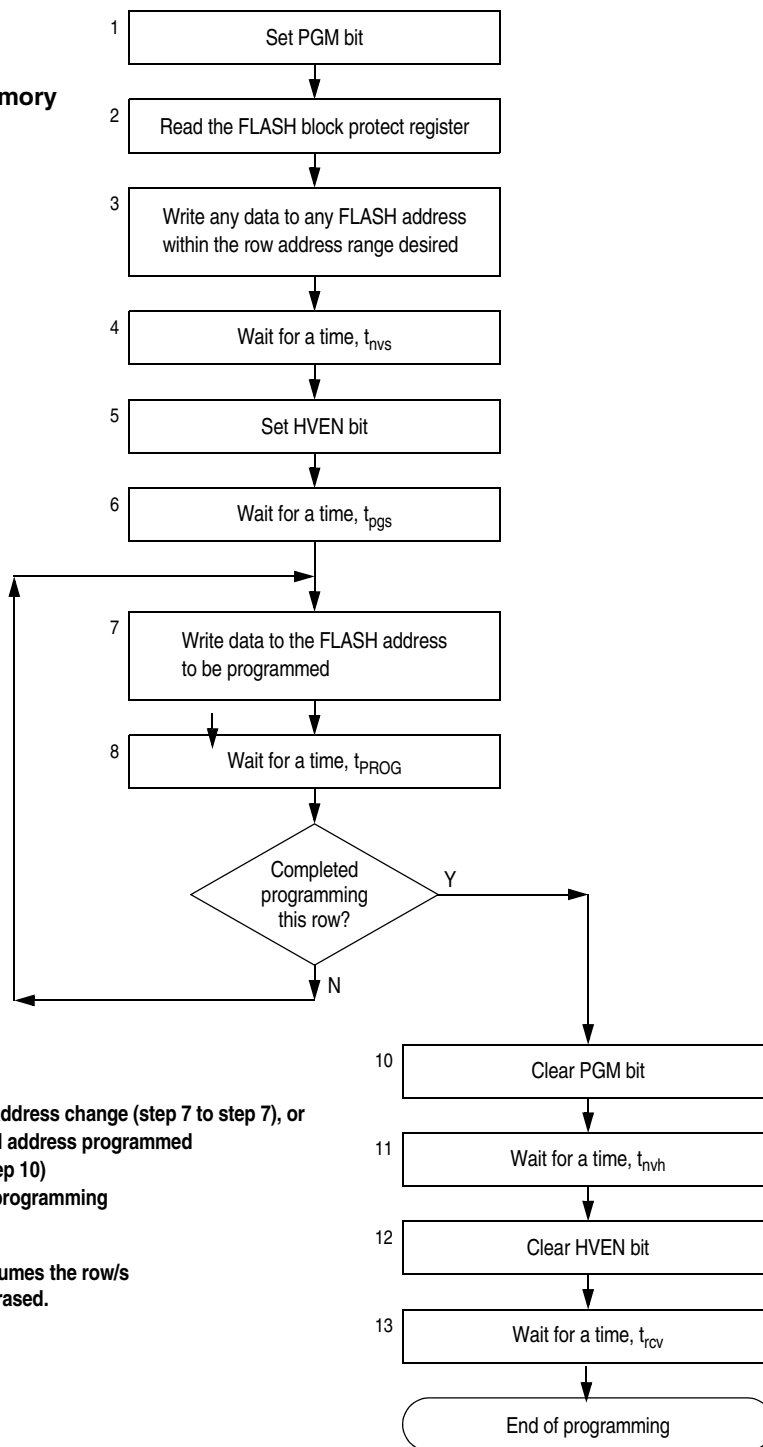 1
Set PGM bit
mory
2
Read the FLASH block protect register
3
Write any data to any FLASH address
within the row address range desired
4
Wait for a time, tnvs
5
Set HVEN bit
6
Wait for a time, tpgs
7
Write data to the FLASH address
to be programmed
8
Wait for a time, tPROG
Completed
programming
this row?
Y
N
10
Clear PGM bit
ddress change (step 7 to step 7), or
address programmed
ep 10)
programming
11
Wait for a time, tnvh
12
Clear HVEN bit
umes the row/s
rased.
13
Wait for a time, trcv
End of programming